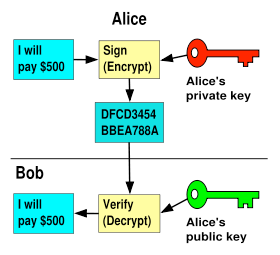 Alice
I will
pay $500
Sign
(Encrypt)
Alice's
private key
DFCD3454
BBEA788A
Bob
I will
pay $500
Verify
(Decrypt)
Alice's
public key